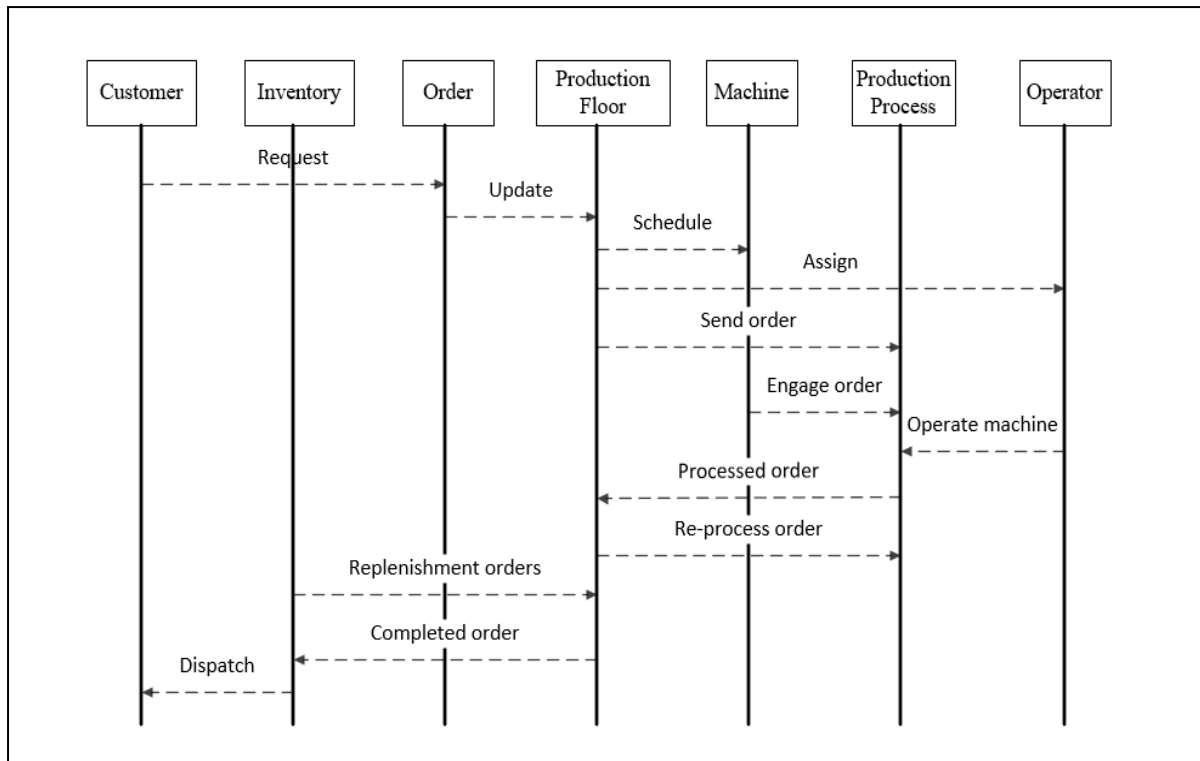 Customer
Inventory
Order
Production
Floor
Machine
Production
Process
Operator
Request
Update
Schedule
Assign
Send order
Engage order
Operate machine
Processed order
Re-process order
Replenishment orders
Completed order
Dispatch